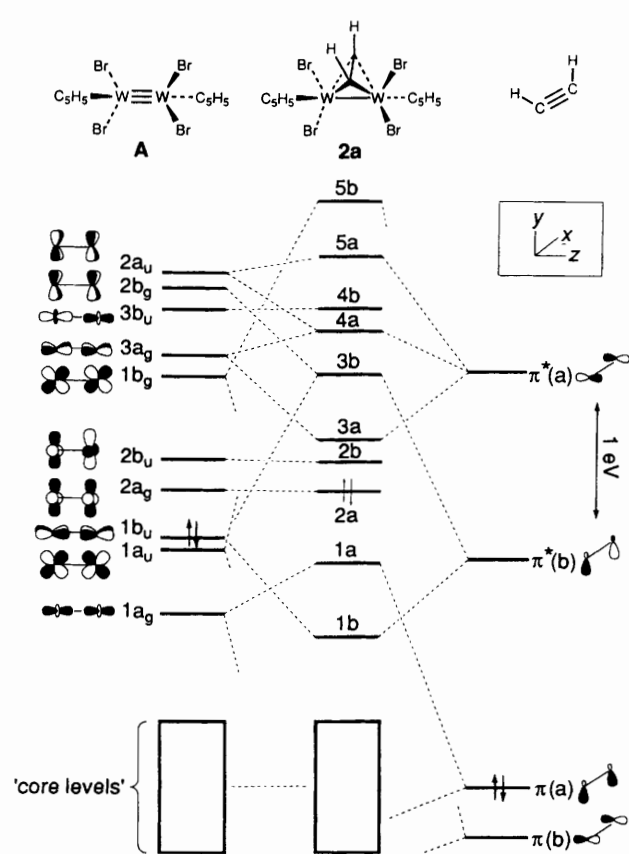 H
H
Br
Br
C5H5
W
W
C5H5
Br
Br
A
Br
Br
C5H5
W
W
C5H5
Br
Br
2a
H
C
C
H
y
x
z
5b
5a
4b
4a
3b
3a
2b
2a
1a
1b
2au
2bg
3bu
3ag
1bg
2bu
2ag
1bu
1au
1ag
π*(a)
1 eV
π*(b)
π(a)
π(b)
'core levels'